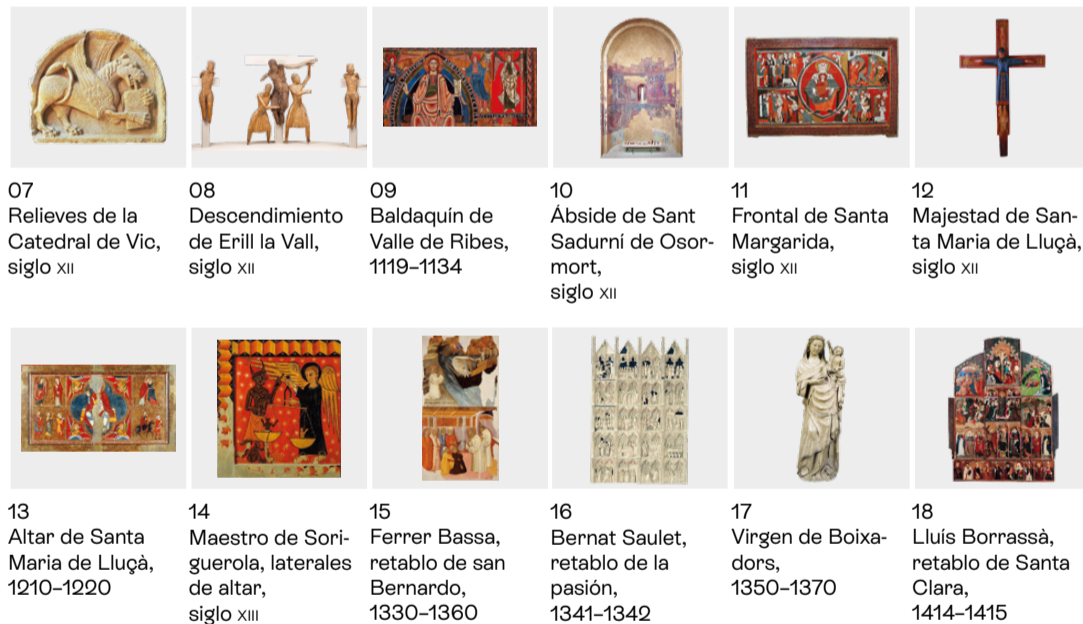 07
Relieves de la
Catedral de Vic,
siglo XII
08
Descendimiento
de Erill la Vall,
siglo XII
09
Baldaquín de
Valle de Ribes,
1119–1134
10
Ábside de Sant
Sadurní de Osor-
mort,
siglo XII
11
Frontal de Santa
Margarida,
siglo XII
12
Majestad de San-
ta Maria de Lluçà,
siglo XII
13
Altar de Santa
Maria de Lluçà,
1210–1220
14
Maestro de Sori-
guerola, laterales
de altar,
siglo XIII
15
Ferrer Bassa,
retablo de san
Bernardo,
1330–1360
16
Bernat Saulet,
retablo de la
pasión,
1341–1342
17
Virgen de Boixa-
dors,
1350–1370
18
Lluís Borrassà,
retablo de Santa
Clara,
1414–1415